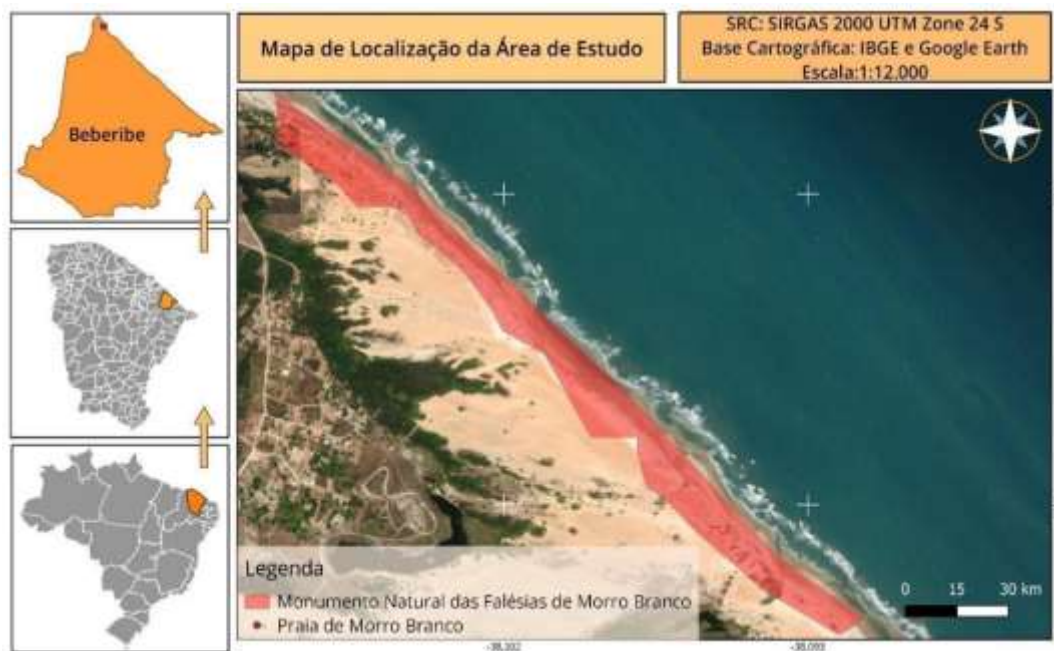 Mapa de Localização da Área de Estudo
SRC: SIRGAS 2000 UTM Zone 24 S
Base Cartográfica: IBGE e Google Earth
Escala:1:12.000
Beberibe
Legenda
Monumento Natural das Falésias de Morro Branco
Praia de Morro Branco
0 15 30 km